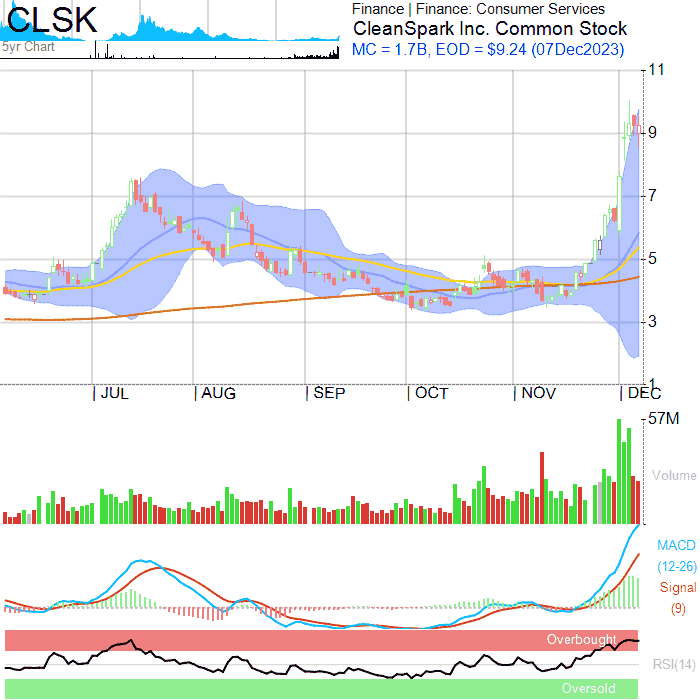 CLSK
5yr Chart
Finance | Finance: Consumer Services
CleanSpark Inc. Common Stock
MC = 1.7B, EOD = $9.24 (07Dec2023)
11
9
7
5
3
1
JUL
AUG
SEP
OCT
NOV
DEC
57M
Volume
MACD
(12-26)
Signal
(9)
Overbought
RSI(14)
Oversold